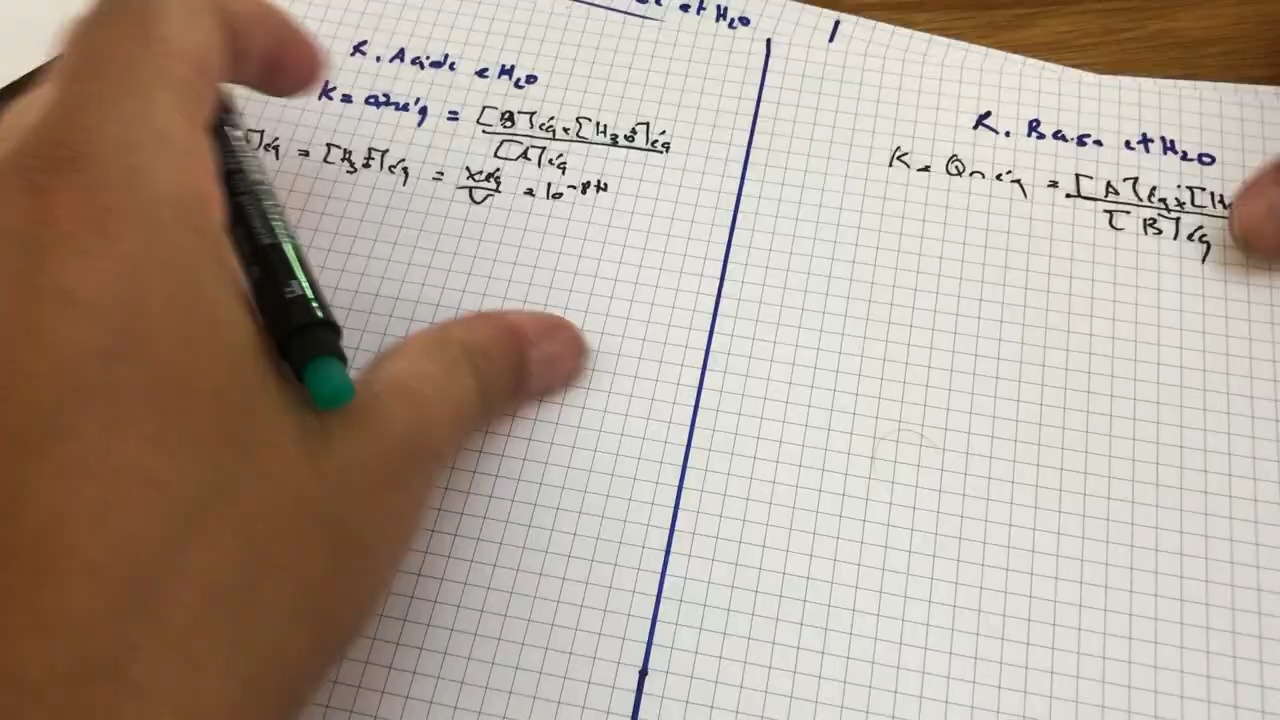 et H₂O
R. Acide et H₂O
K = Qr éq = [B]éq × [H₃O⁺]éq / [A]éq
]éq = [H₃O⁺]éq = xéq / V = 10^-PH
R. Base et H₂O
K = Qr éq = [A]éq × [H / [B]éq